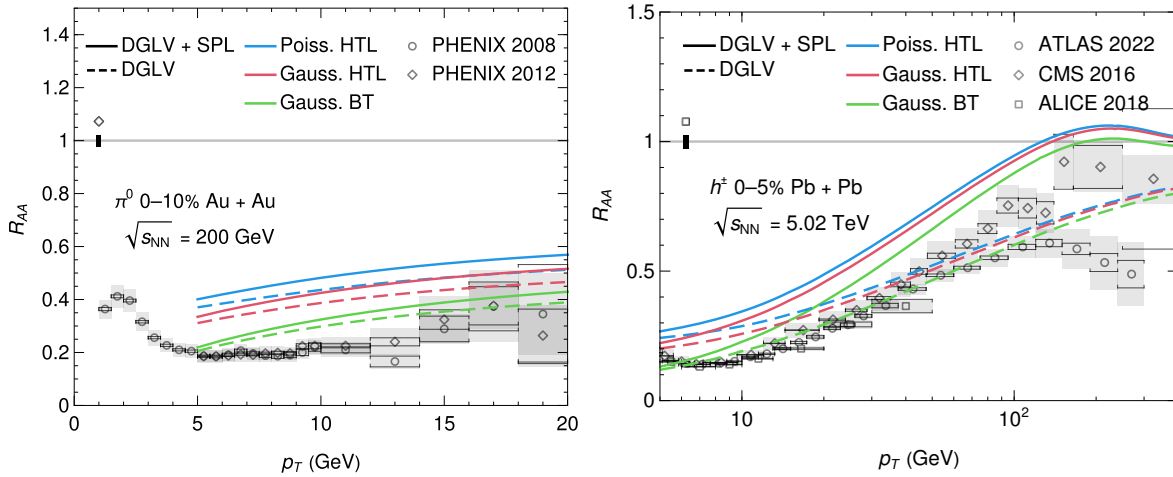 1.4
1.2
1
0.8
0.6
0.4
0.2
0
0
5
10
15
20
R_AA
p_T (GeV)
DGLV + SPL
DGLV
Poiss. HTL
Gauss. HTL
Gauss. BT
PHENIX 2008
PHENIX 2012
π⁰ 0–10% Au + Au
√s_NN = 200 GeV
1.5
1
0.5
0
10
10²
R_AA
p_T (GeV)
DGLV + SPL
DGLV
Poiss. HTL
Gauss. HTL
Gauss. BT
ATLAS 2022
CMS 2016
ALICE 2018
h± 0–5% Pb + Pb
√s_NN = 5.02 TeV